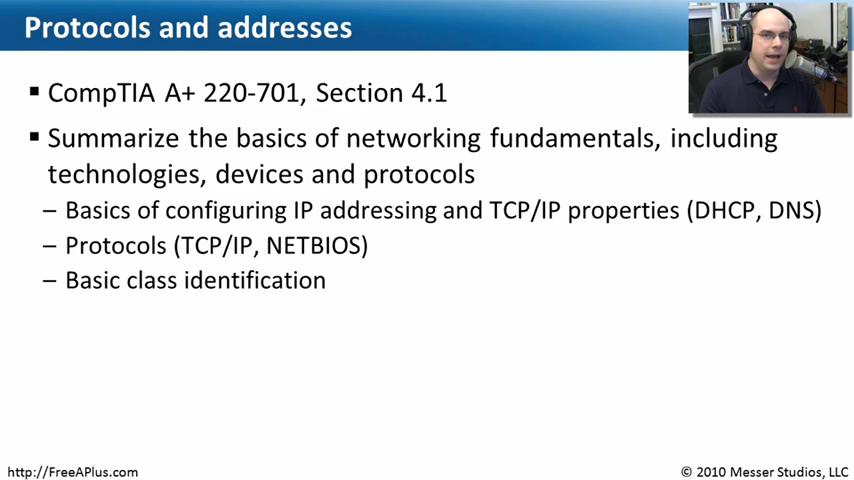 Protocols and addresses
▪ CompTIA A+ 220-701, Section 4.1
▪ Summarize the basics of networking fundamentals, including
technologies, devices and protocols
– Basics of configuring IP addressing and TCP/IP properties (DHCP, DNS)
– Protocols (TCP/IP, NETBIOS)
– Basic class identification
http://FreeAPlus.com
© 2010 Messer Studios, LLC